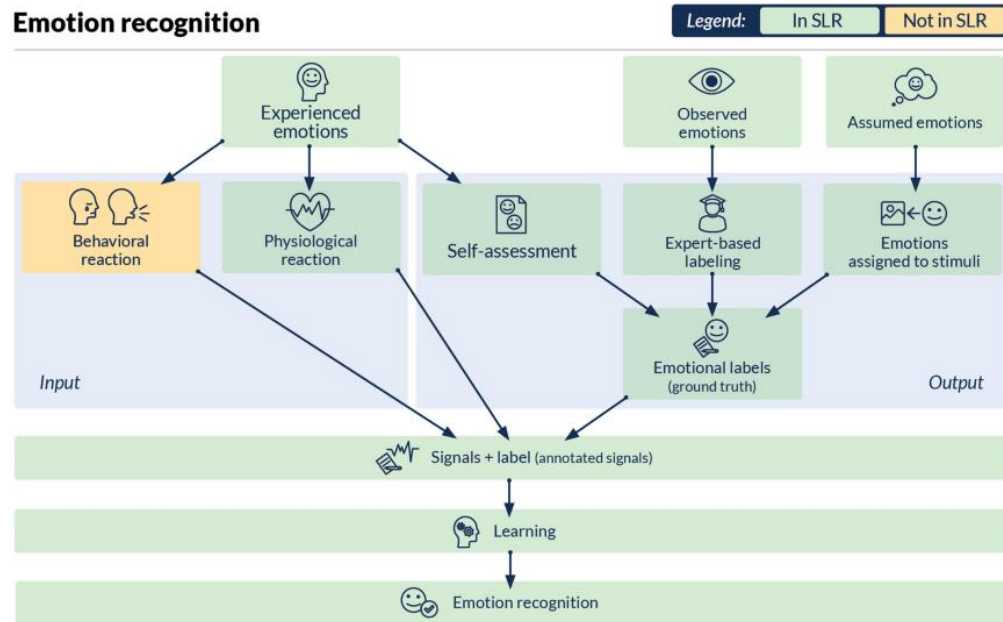 Emotion recognition
Legend: In SLR Not in SLR
Experienced
emotions
Observed
emotions
Assumed emotions
Behavioral
reaction
Physiological
reaction
Self-assessment
Expert-based
labeling
Emotions
assigned to stimuli
Emotional labels
(ground truth)
Input
Output
Signals + label (annotated signals)
Learning
Emotion recognition